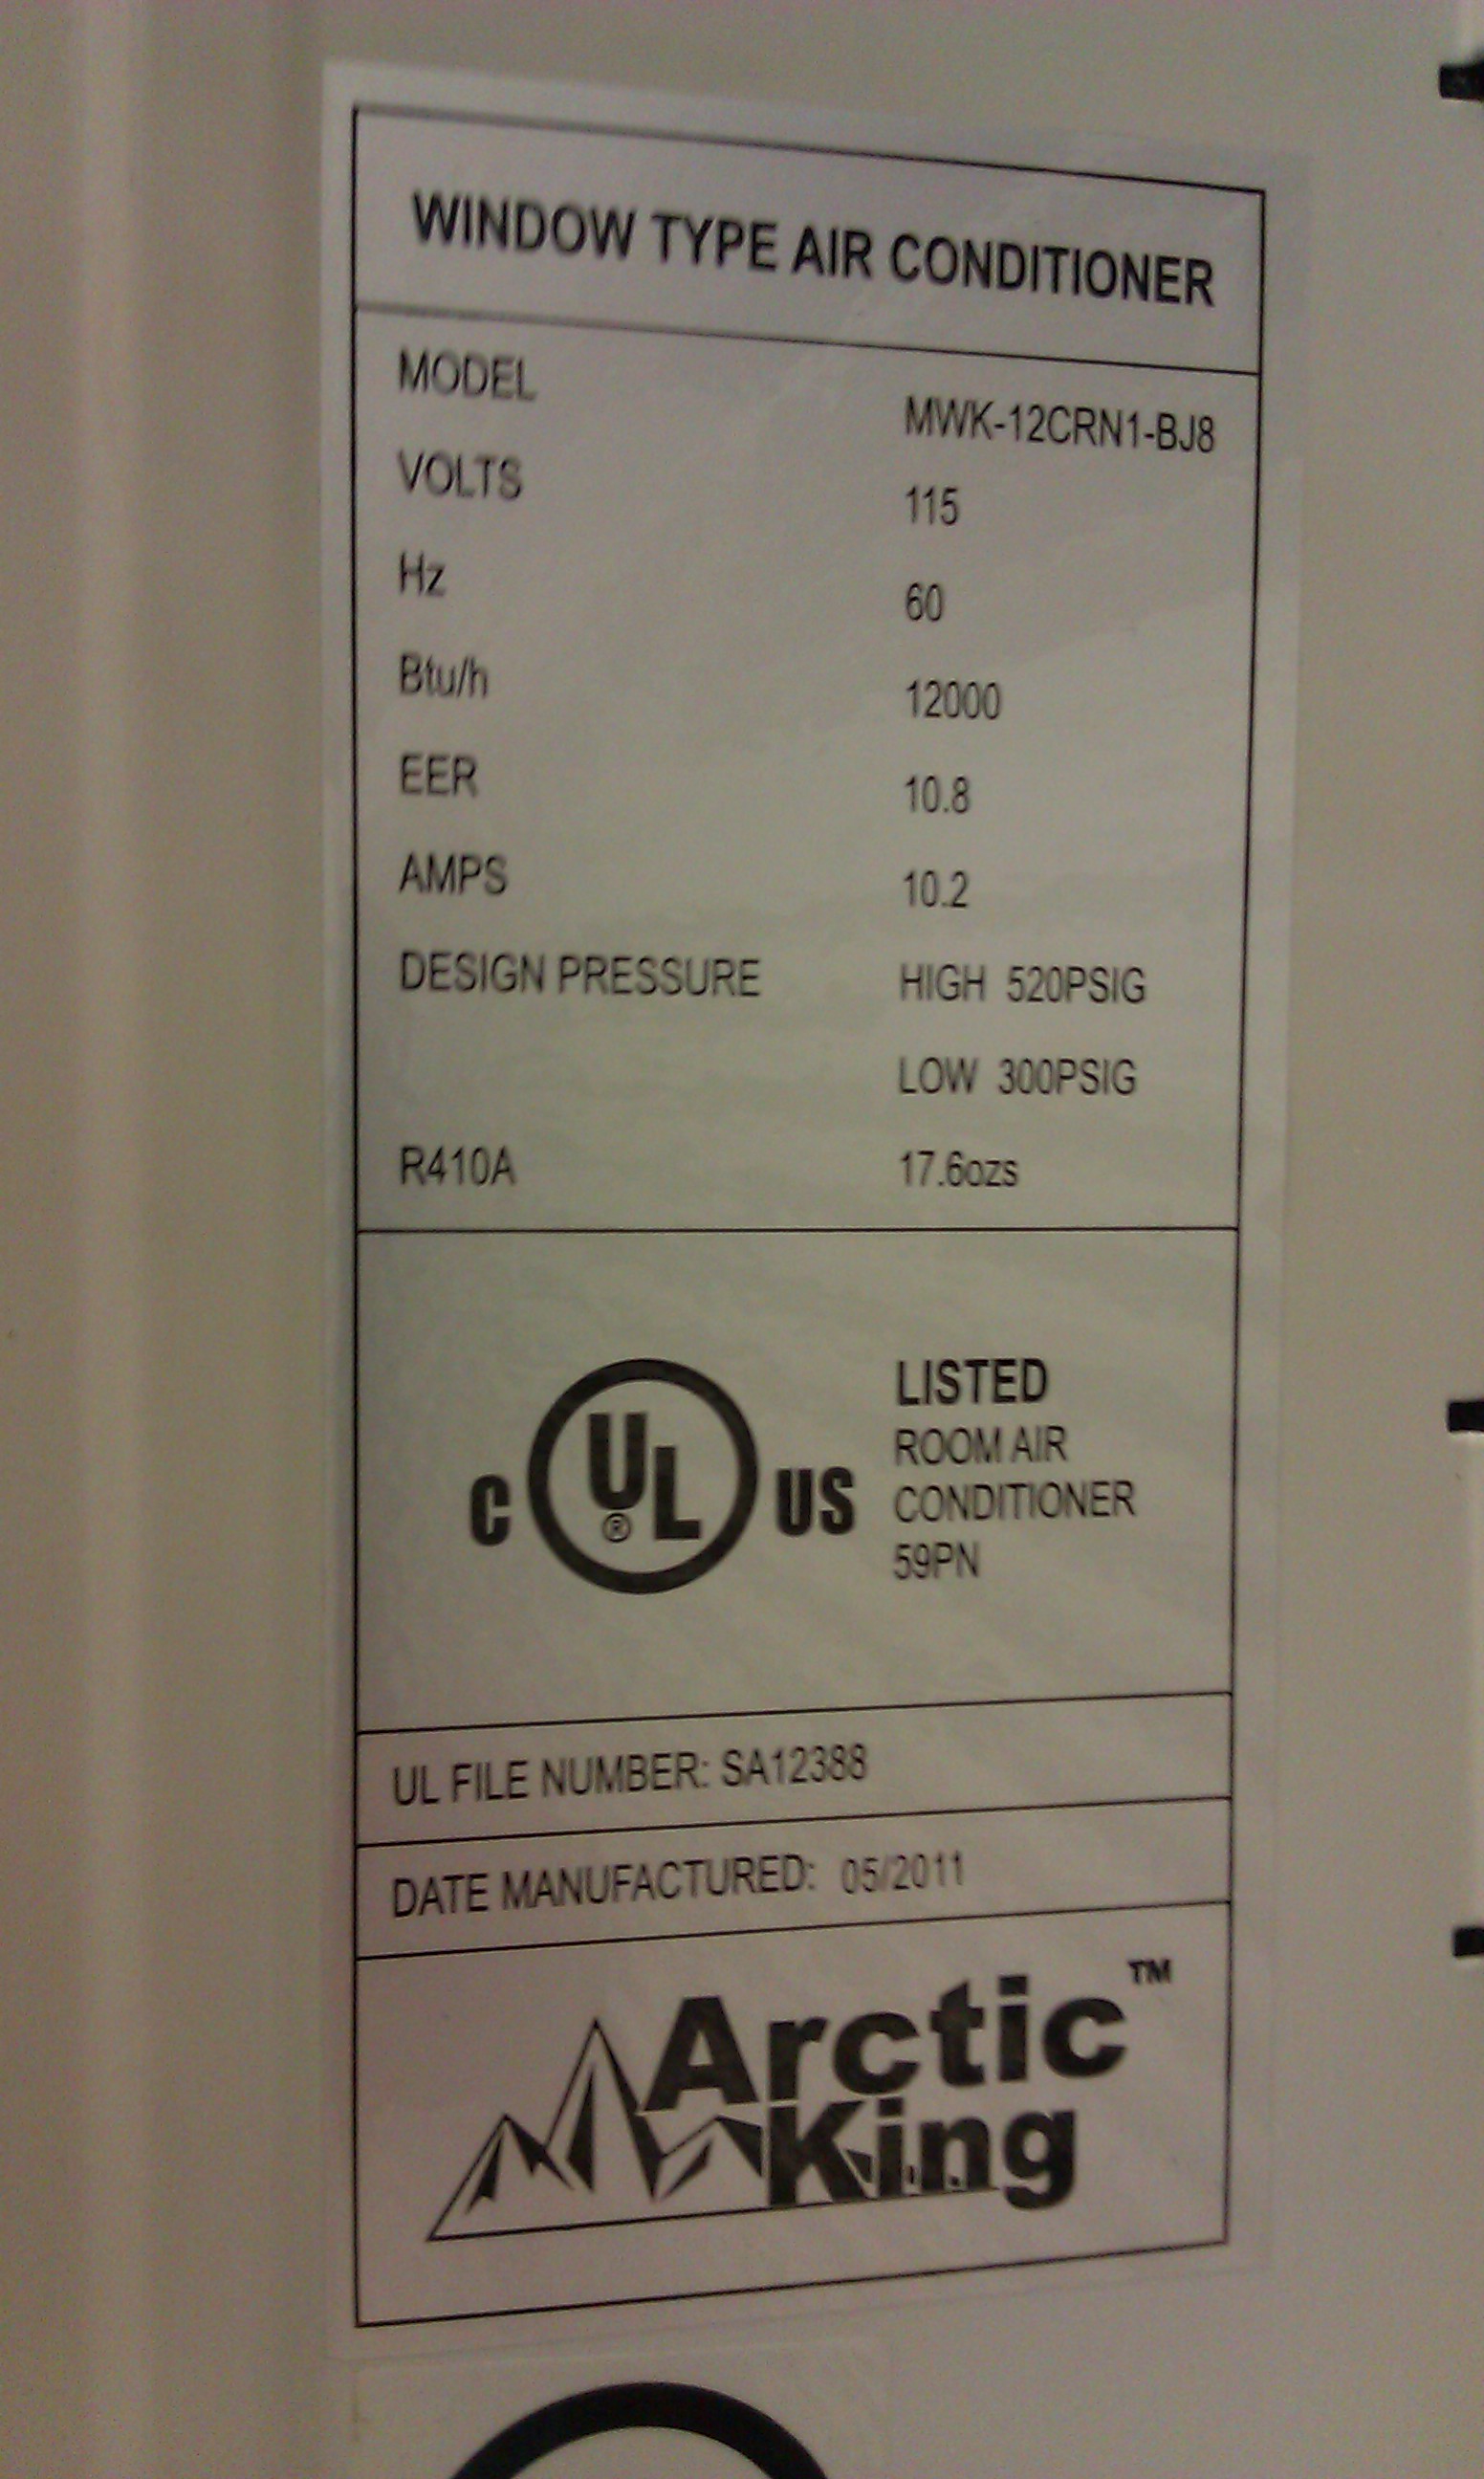 WINDOW TYPE AIR CONDITIONER
MODEL MWK-12CRN1-BJ8
VOLTS 115
Hz 60
Btu/h 12000
EER 10.8
AMPS 10.2
DESIGN PRESSURE HIGH 520PSIG
LOW 300PSIG
R410A 17.6ozs
C UL ® US
LISTED
ROOM AIR
CONDITIONER
59PN
UL FILE NUMBER: SA12388
DATE MANUFACTURED: 05/2011
Arctic™
King